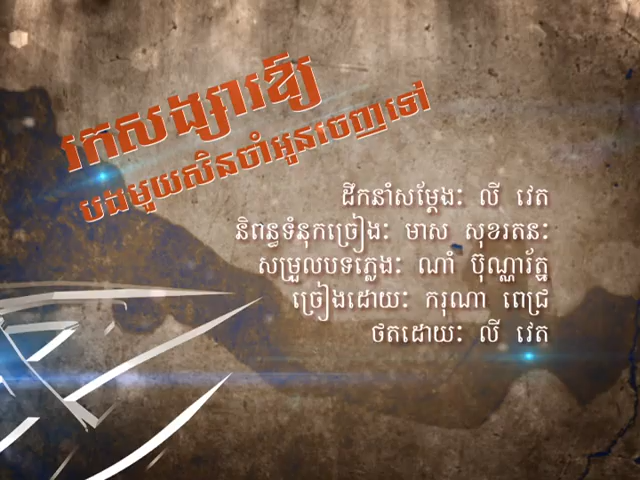 រកសង្សារឱ្យ
បងមួយសិនចាំអូនចេញទៅ
ដឹកនាំសម្ដែង: លី វេត
និពន្ធទំនុកច្រៀង: មាស សុខរតនៈ
សម្រួលបទភ្លេង: ណាំ ប៊ុណ្ណារ័ត្ន
ច្រៀងដោយ: ករុណា ពេជ្រ
ថតដោយ: លី វេត